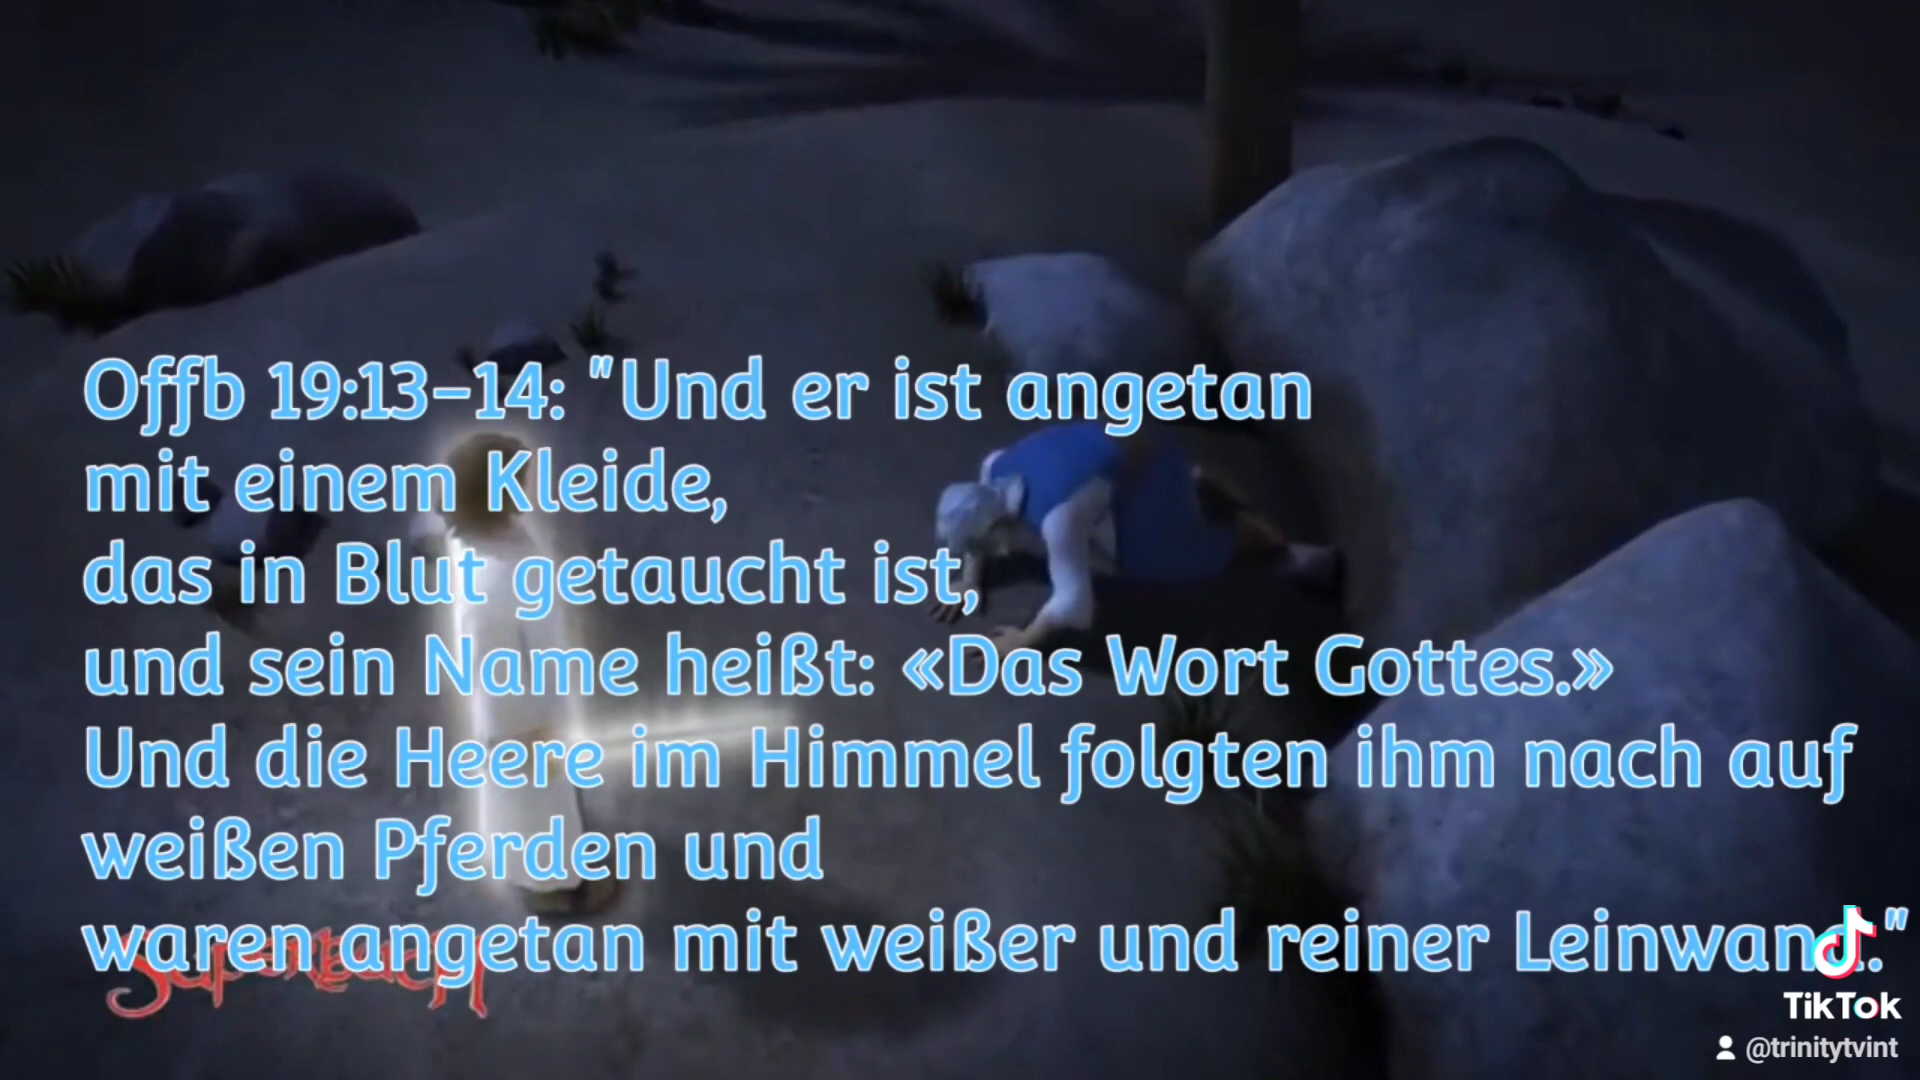 Offb 19:13-14: "Und er ist angetan
mit einem Kleide,
das in Blut getaucht ist,
und sein Name heißt: «Das Wort Gottes.»
Und die Heere im Himmel folgten ihm nach auf
weißen Pferden und
waren angetan mit weißer und reiner Leinwand."
Superbuch
TikTok
@trinitytvint